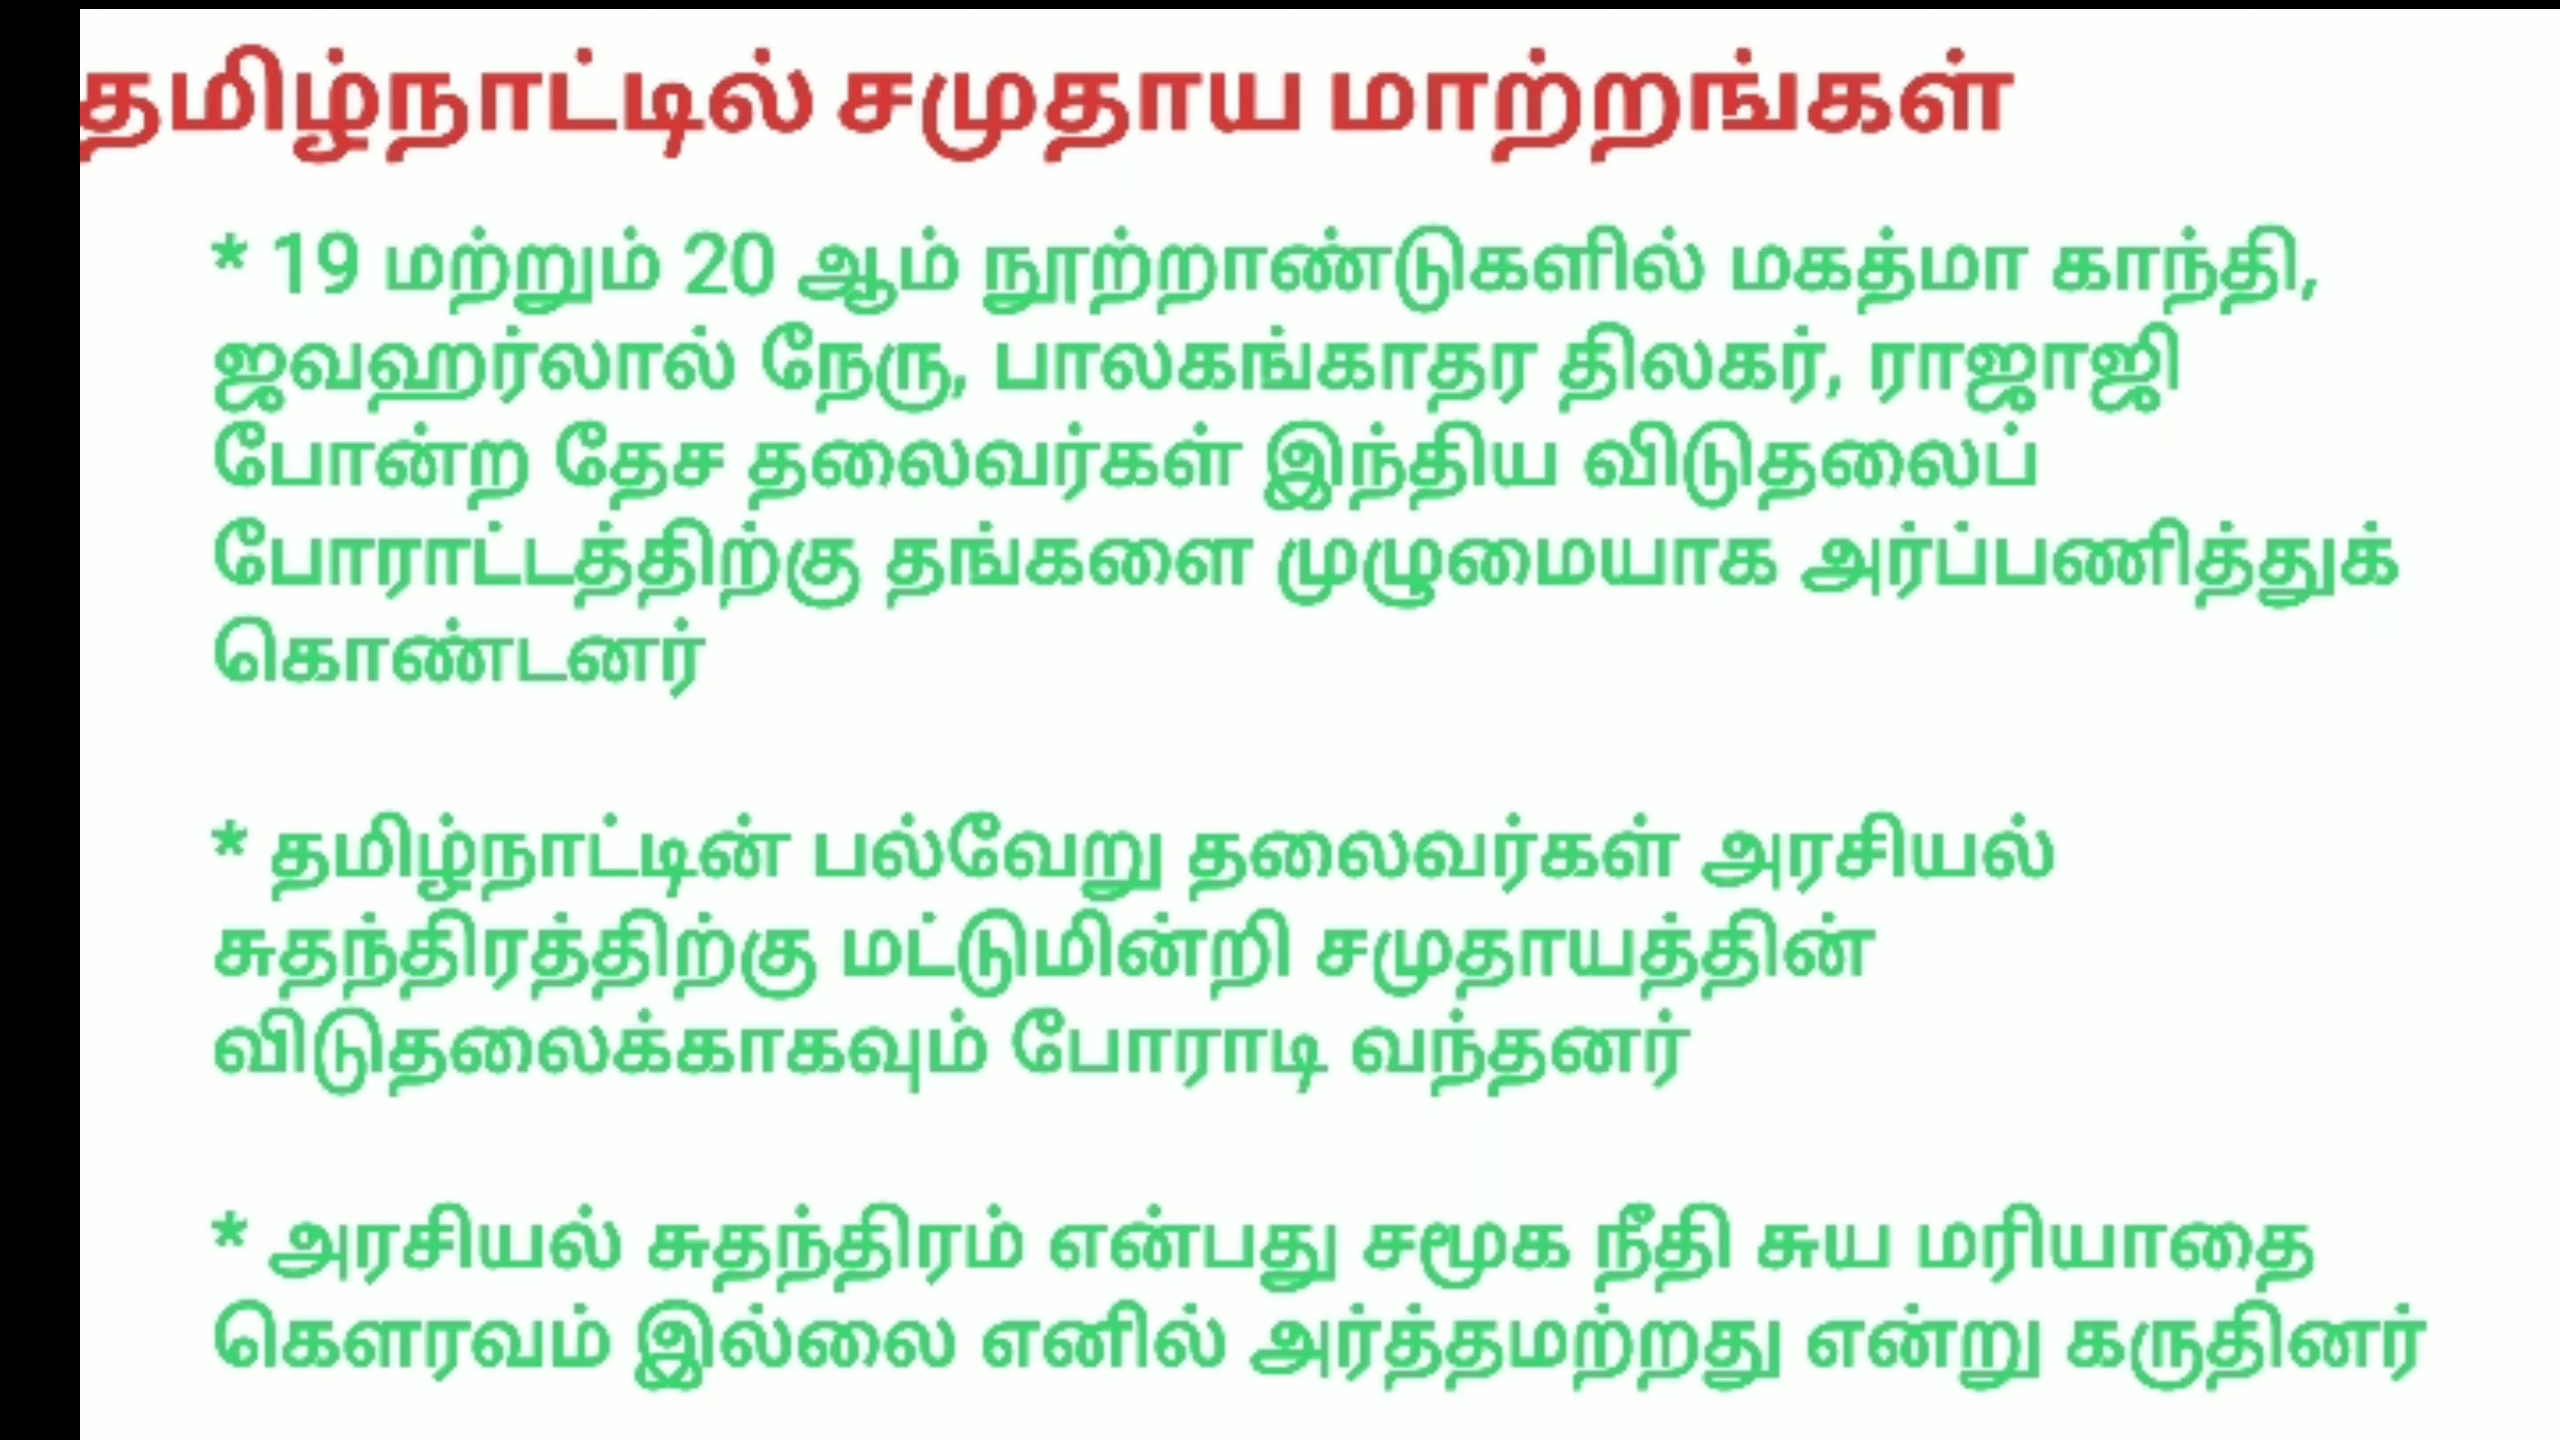 தமிழ்நாட்டில் சமுதாய மாற்றங்கள்
* 19 மற்றும் 20 ஆம் நூற்றாண்டுகளில் மகத்மா காந்தி,
ஜவஹர்லால் நேரு, பாலகங்காதர திலகர், ராஜாஜி
போன்ற தேச தலைவர்கள் இந்திய விடுதலைப்
போராட்டத்திற்கு தங்களை முழுமையாக அர்ப்பணித்துக்
கொண்டனர்
* தமிழ்நாட்டின் பல்வேறு தலைவர்கள் அரசியல்
சுதந்திரத்திற்கு மட்டுமின்றி சமுதாயத்தின்
விடுதலைக்காகவும் போராடி வந்தனர்
* அரசியல் சுதந்திரம் என்பது சமூக நீதி சுய மரியாதை
கௌரவம் இல்லை எனில் அர்த்தமற்றது என்று கருதினர்